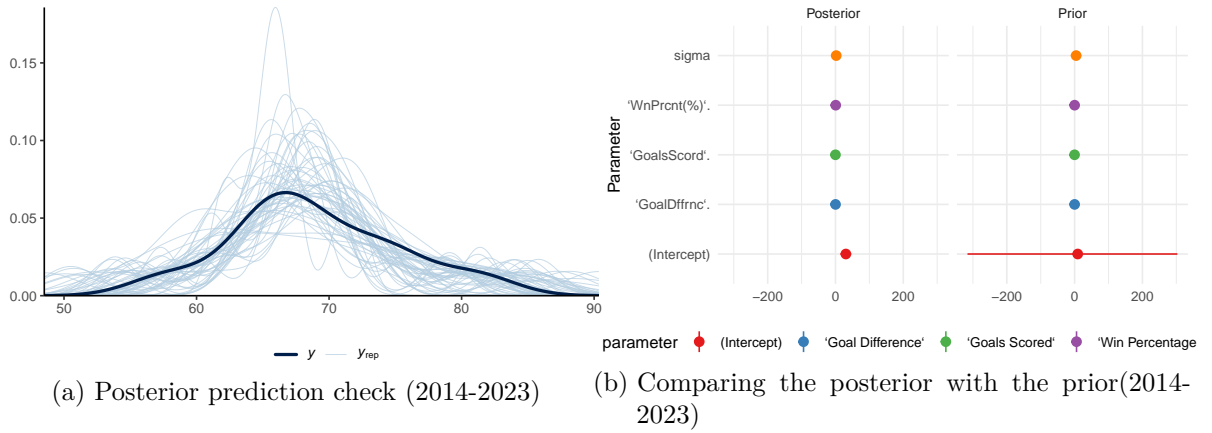 0.15
0.10
0.05
0.00
50 60 70 80 90
y y rep
(a) Posterior prediction check (2014-2023)
Posterior Prior
Parameter
sigma
‘WnPrcnt(%)‘.
‘GoalsScord‘.
‘GoalDffrnc‘.
(Intercept)
−200 0 200 −200 0 200
parameter (Intercept) ‘Goal Difference‘ ‘Goals Scored‘ ‘Win Percentage
(b) Comparing the posterior with the prior(2014-
2023)